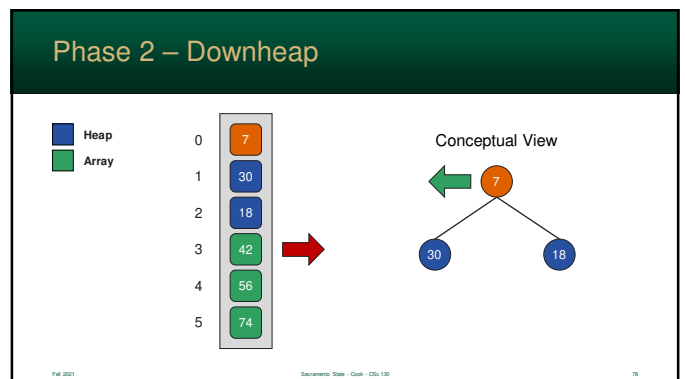 Phase 2 – Downheap
Heap
Array
0
7
1
30
2
18
3
42
4
56
5
74
Conceptual View
7
30
18
Fall 2021
Sacramento State - Cook - CSc 130
78